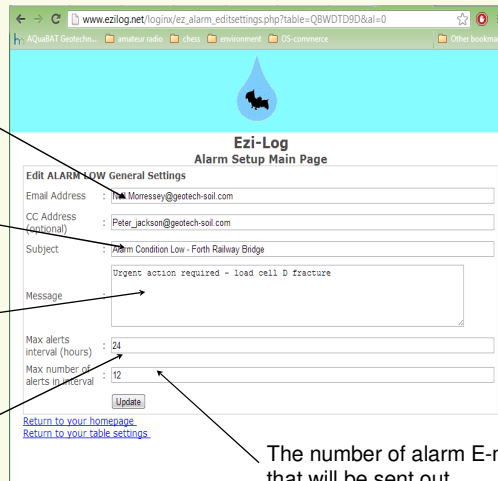 www.ezilog.net/loginx/ez_alarm_editsettings.php?table=QBWDTD9D&al=0
AQuaBAT Geotechn... amateur radio chess environment OS-commerce Other bookma
Ezi-Log
Alarm Setup Main Page
Edit ALARM LOW General Settings
Email Address : Morressey@geotech-soil.com
CC Address (optional) : Peter_jackson@geotech-soil.com
Subject : Alarm Condition Low - Forth Railway Bridge
Message : Urgent action required - load cell D fracture
Max alerts interval (hours) : 24
Max number of alerts in interval : 12
Update
Return to your homepage
Return to your table settings
The number of alarm E-m
that will be sent out